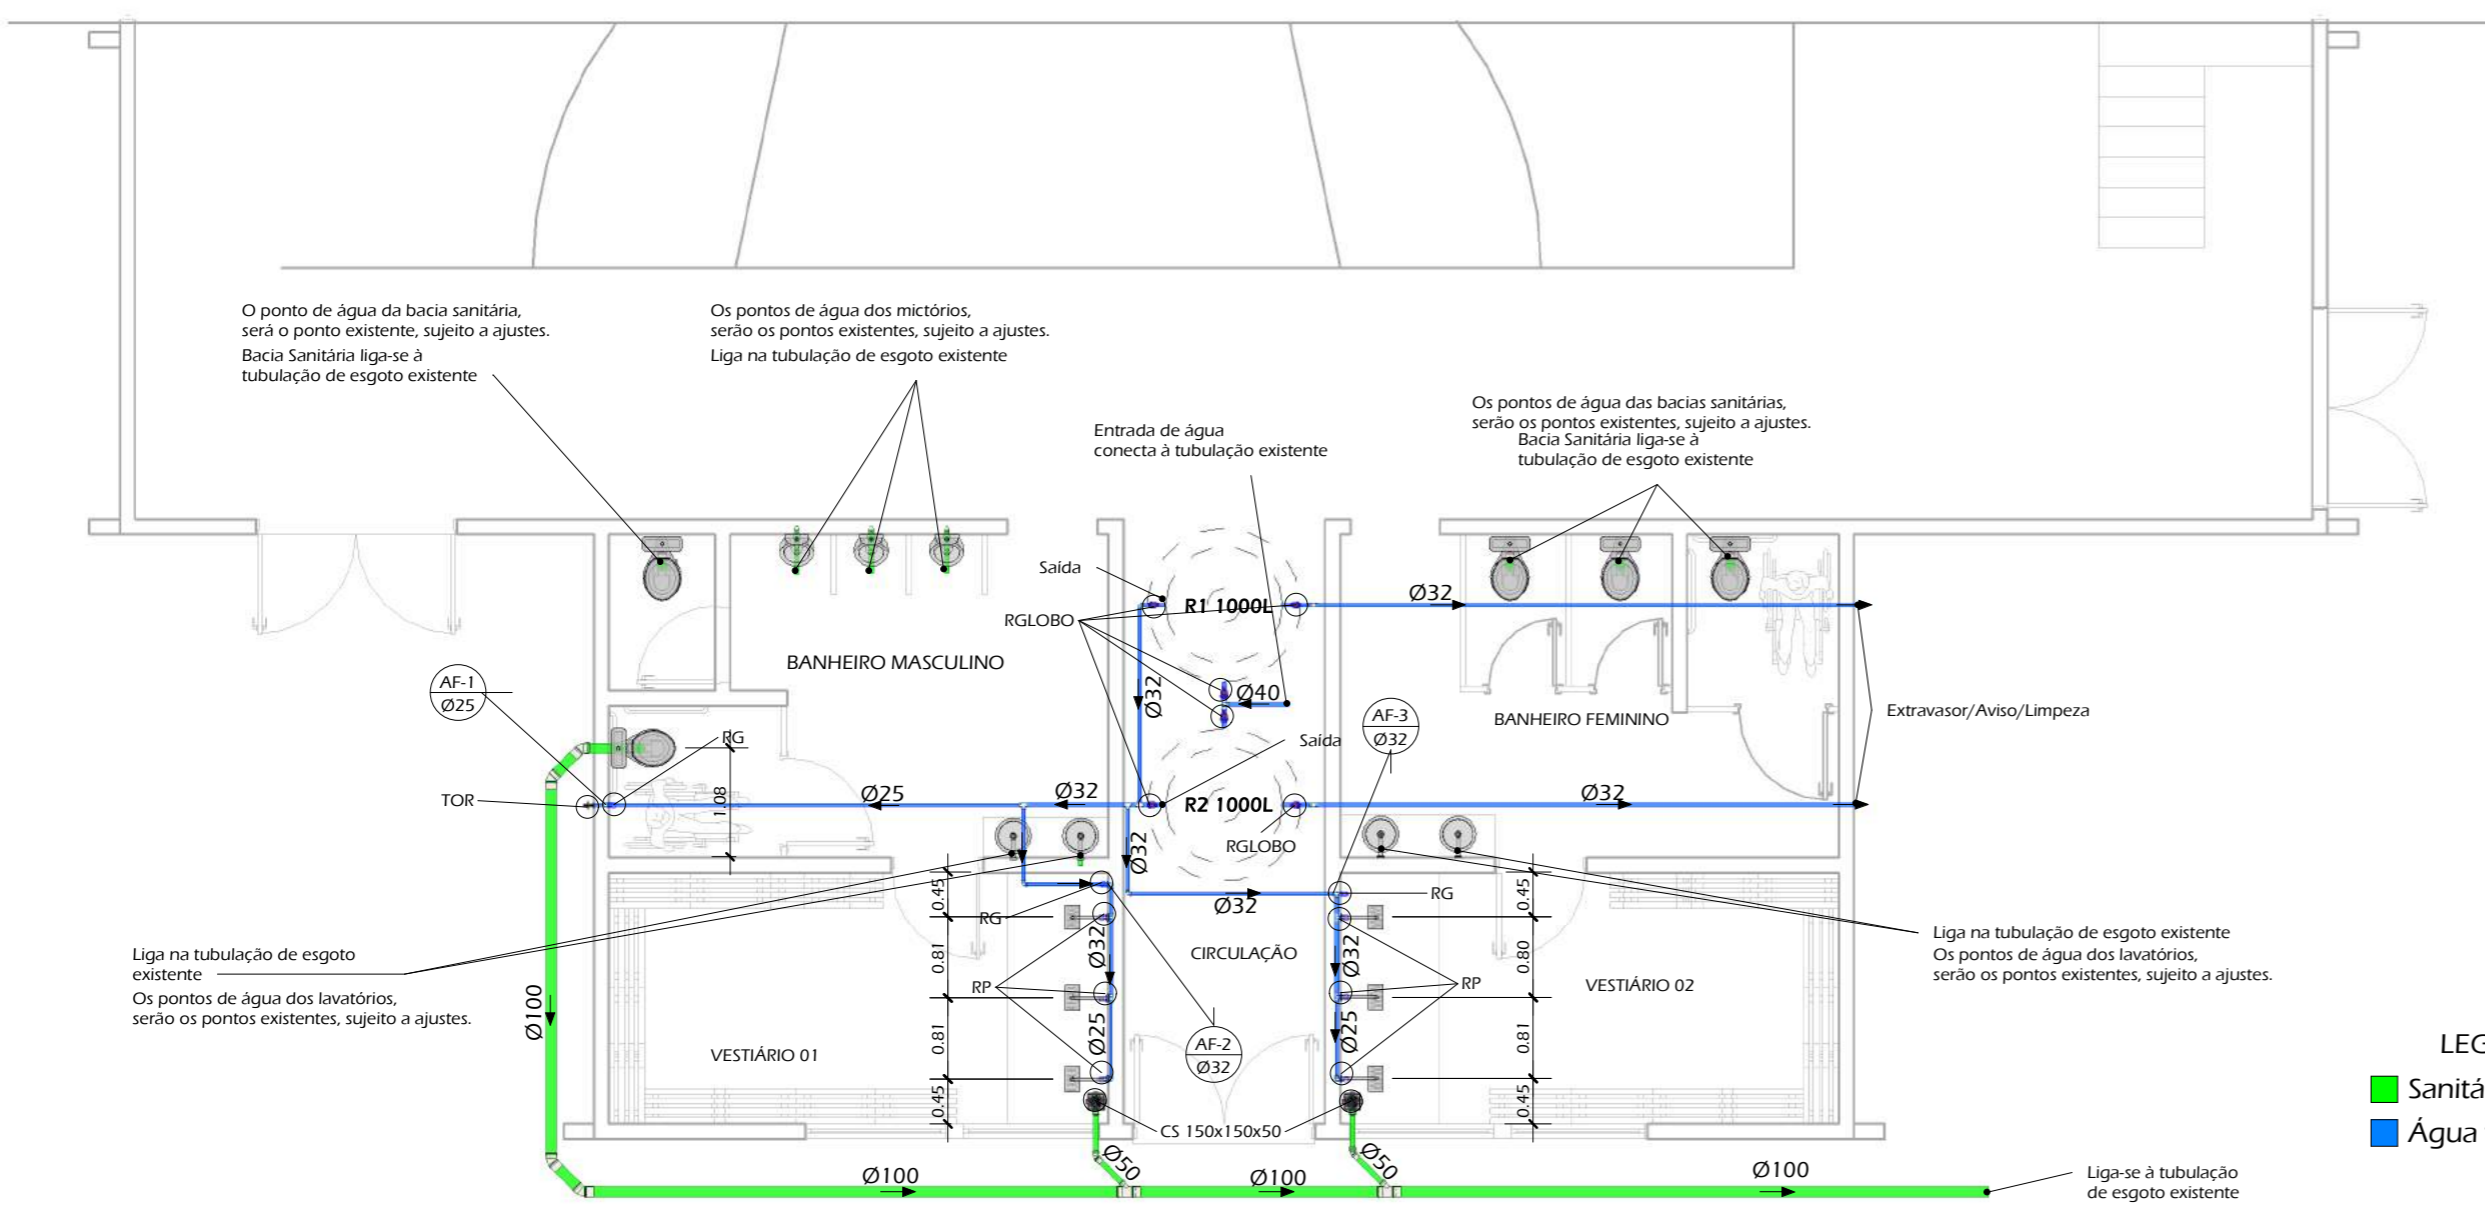 O ponto de água da bacia sanitária,
será o ponto existente, sujeito a ajustes.
Bacia Sanitária liga-se à
tubulação de esgoto existente
Os pontos de água dos mictórios,
serão os pontos existentes, sujeito a ajustes.
Liga na tubulação de esgoto existente
Entrada de água
conecta à tubulação existente
Os pontos de água das bacias sanitárias,
serão os pontos existentes, sujeito a ajustes.
Bacia Sanitária liga-se à
tubulação de esgoto existente
Saída
R1 1000L
Ø32
RGLOBO
BANHEIRO MASCULINO
Ø32
Ø40
AF-1
Ø25
AF-3
Ø32
BANHEIRO FEMININO
Extravasor/Aviso/Limpeza
RG
Saída
TOR
1.08
Ø25
Ø32
R2 1000L
Ø32
Ø32
RGLOBO
0.45
RG
Ø32
RG
0.45
Liga na tubulação de esgoto
existente
Os pontos de água dos lavatórios,
serão os pontos existentes, sujeito a ajustes.
0.81
Ø32
CIRCULAÇÃO
Ø32
0.80
Liga na tubulação de esgoto existente
Os pontos de água dos lavatórios,
serão os pontos existentes, sujeito a ajustes.
RP
RP
VESTIÁRIO 02
Ø100
VESTIÁRIO 01
0.81
Ø25
AF-2
Ø32
Ø25
0.81
0.45
0.45
CS 150x150x50
LEG
Sanitá
Água
Ø50
Ø50
Ø100
Ø100
Ø100
Liga-se à tubulação
de esgoto existente